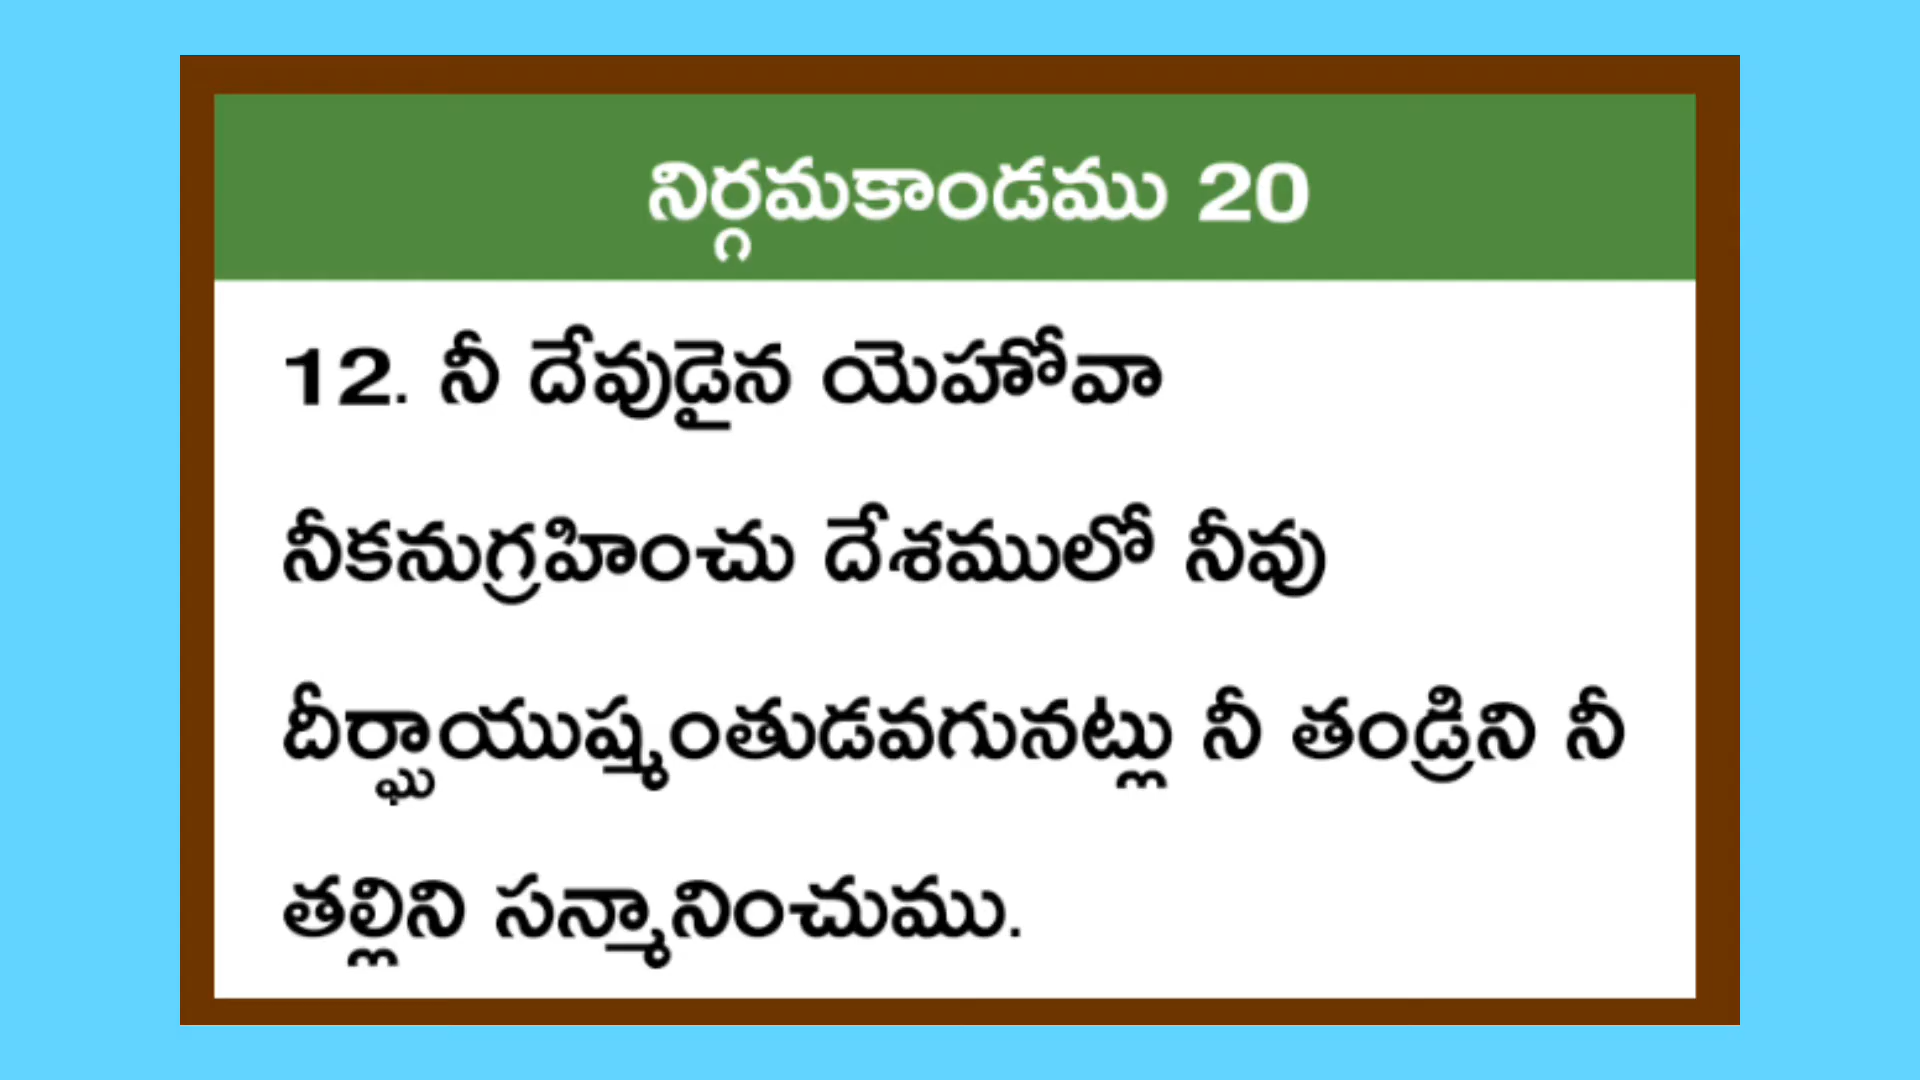 నిర్గమకాండము 20
12. నీ దేవుడైన యెహోవా
నీకనుగ్రహించు దేశములో నీవు
దీర్ఘాయుష్మంతుడవగునట్లు నీ తండ్రిని నీ
తల్లిని సన్మానించుము.